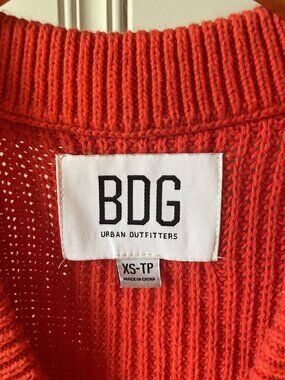 BDG
URBAN OUTFITTERS
XS-TP
MADE IN CHINA